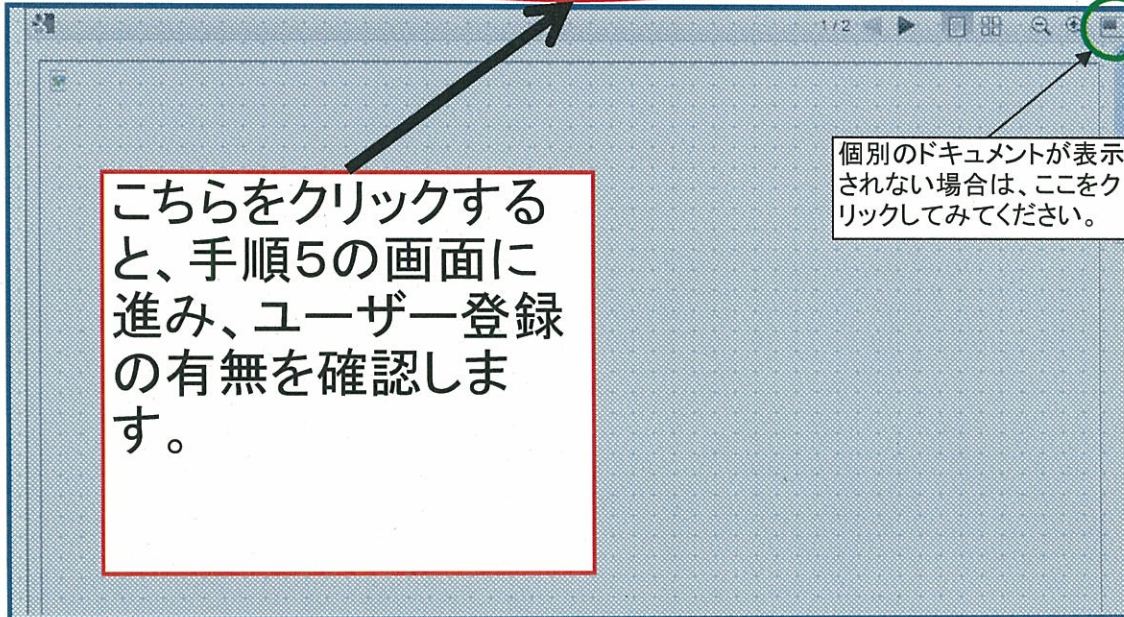 1/2
個別のドキュメントが表示
されない場合は、ここをク
リックしてみてください。
こちらをクリックする
と、手順5の画面に
進み、ユーザー登録
の有無を確認しま
す。